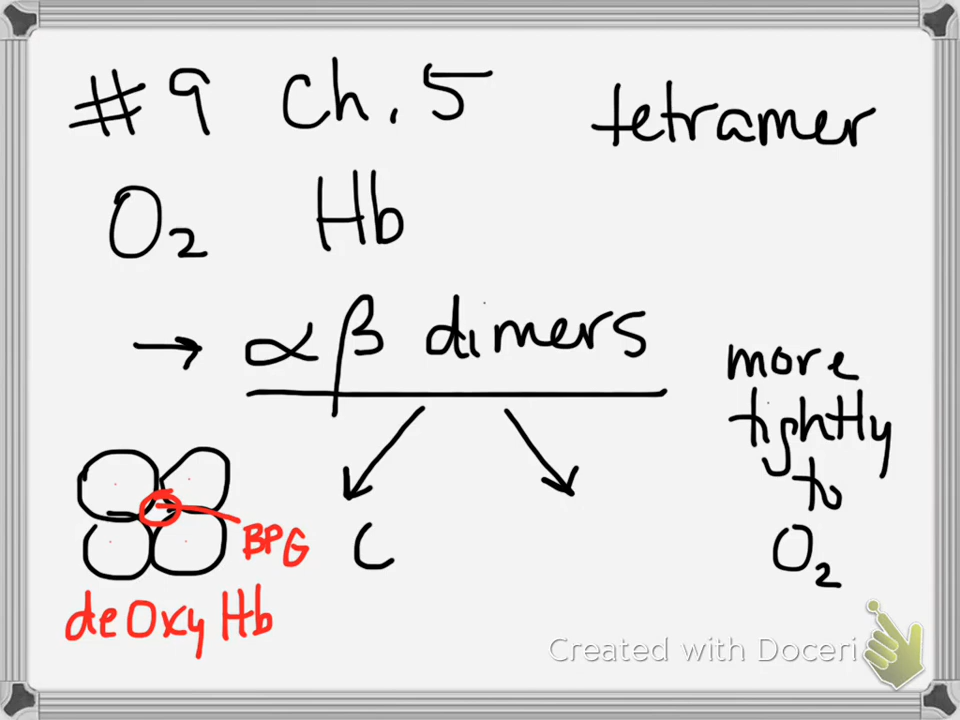 #9 Ch. 5 tetramer
O2 Hb
→ αβ dimers
more
tightly
to
O2
C
BPG
deOxy Hb
Created with Doceri